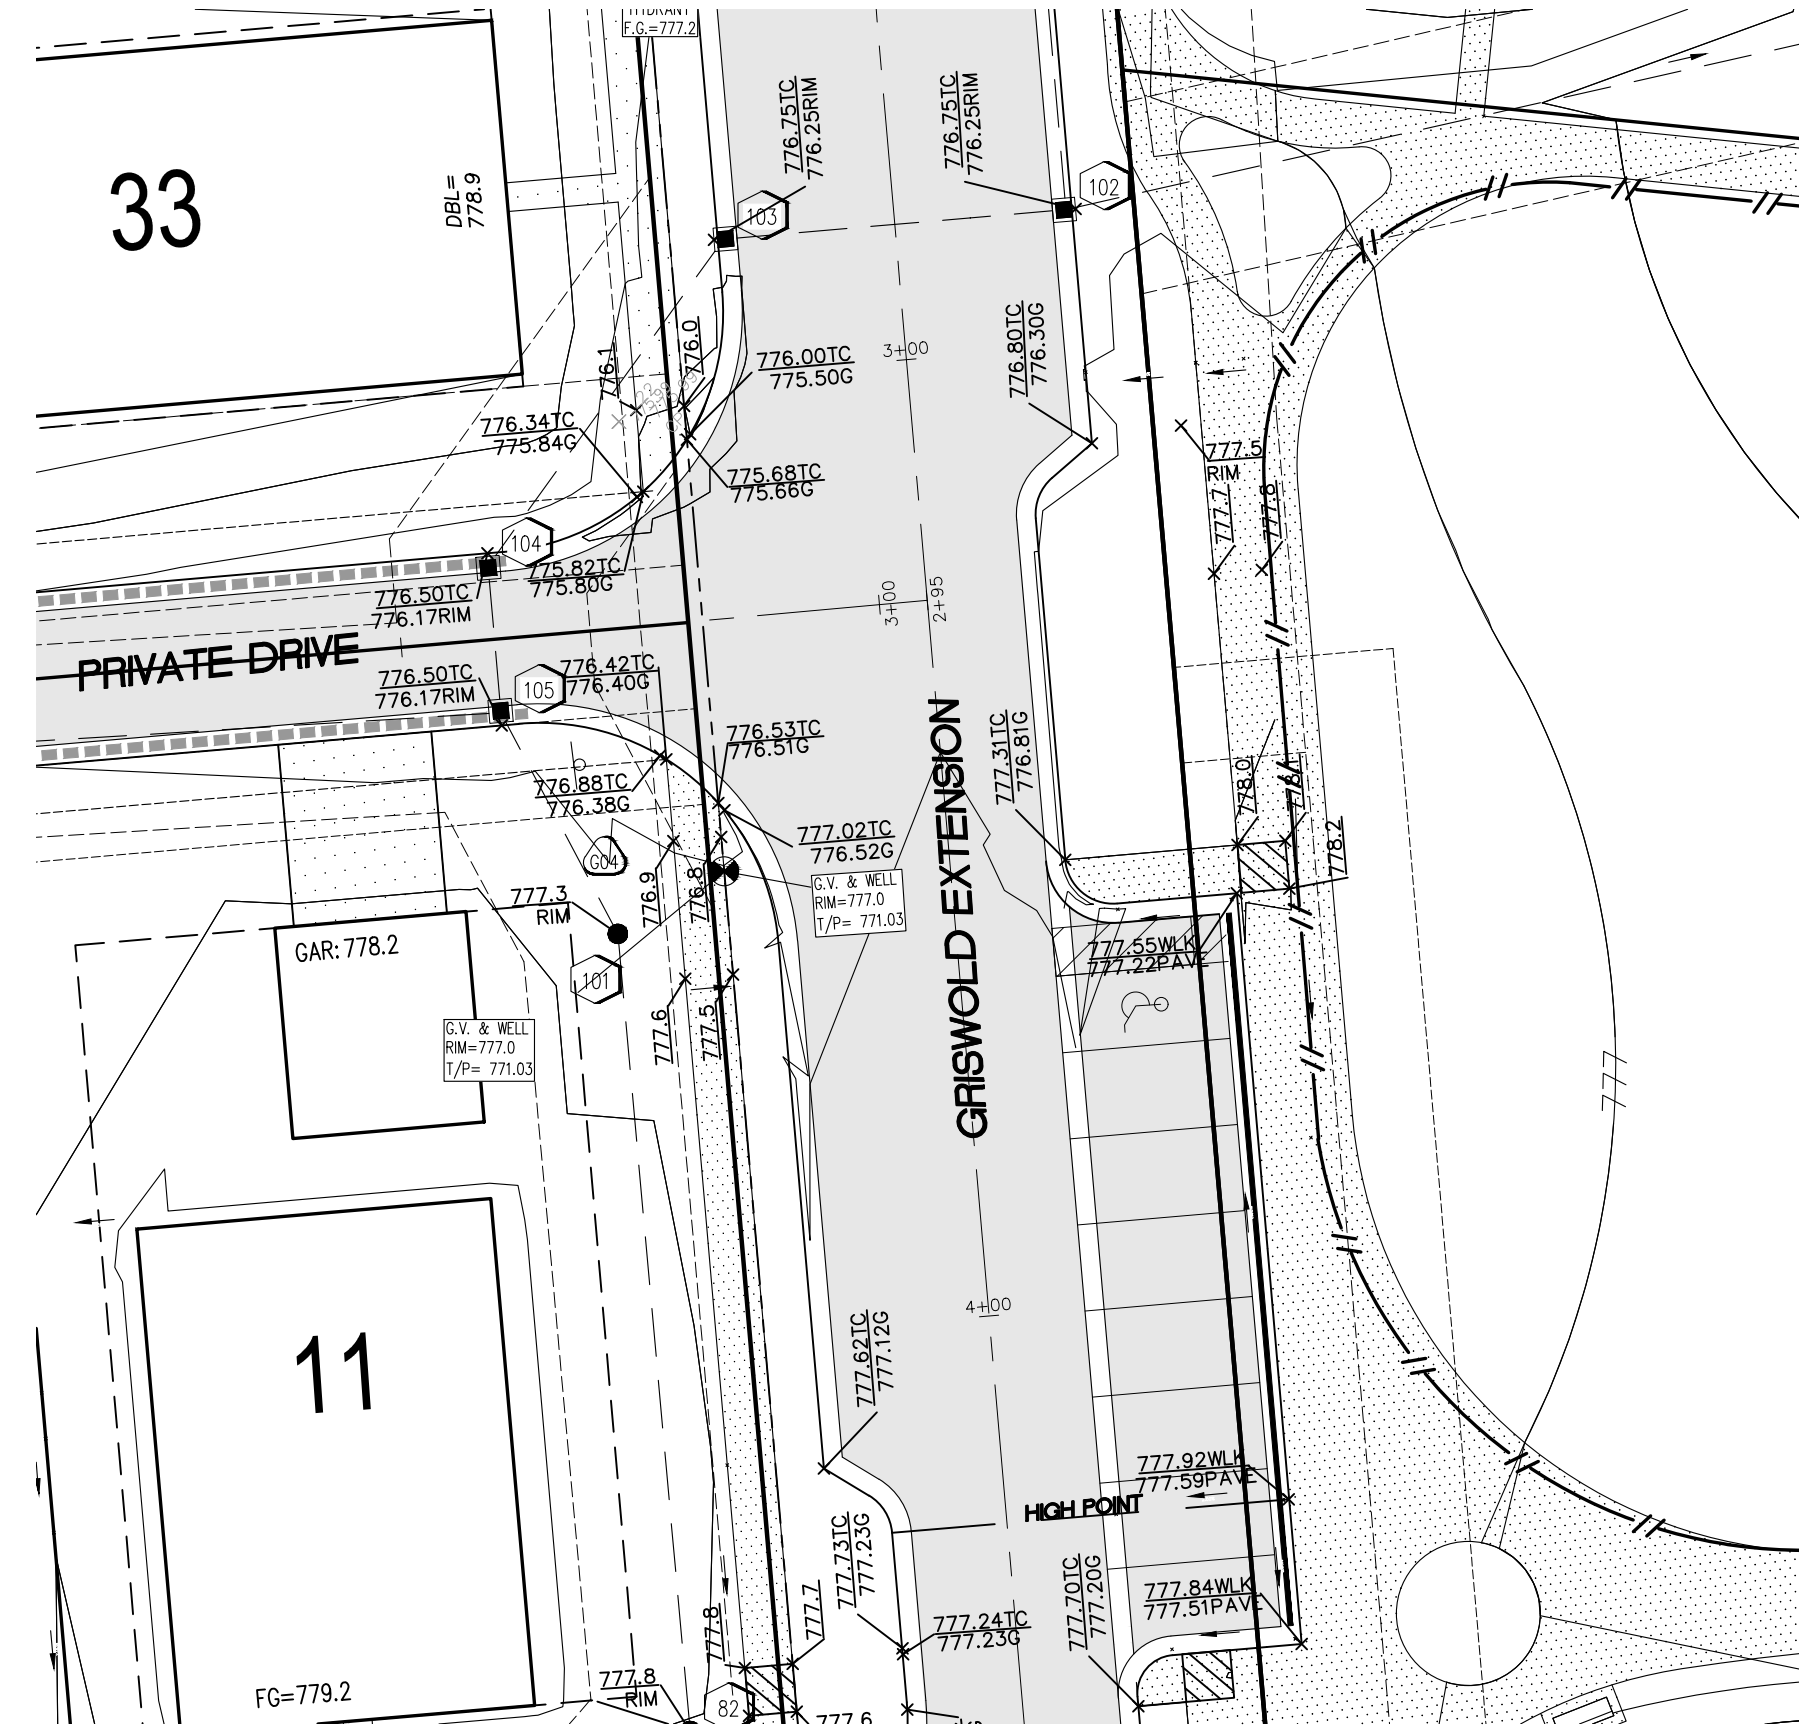 HYDRANT
F.G.=777.2
33
DBL=
778.9
776.75TC
776.25RIM
776.75TC
776.25RIM
103
102
776.1
776.0
776.00TC
775.50G
3+00
776.80TC
776.30G
776.34TC
775.84G
775.68TC
775.66G
777.5
RIM
777.7
777.8
104
775.82TC
775.80G
776.50TC
776.17RIM
3+00
2+95
PRIVATE DRIVE
776.50TC
776.17RIM
105
776.42TC
776.40G
776.53TC
776.51G
776.88TC
776.38G
777.31TC
776.81G
778.0
778.1
778.2
777.02TC
776.52G
G04
776.9
776.8
G.V. & WELL
RIM=777.0
T/P= 771.03
777.3
RIM
GAR: 778.2
101
GRISWOLD EXTENSION
777.55WLK
777.22PAVE
G.V. & WELL
RIM=777.0
T/P= 771.03
777.6
777.5
777
4+00
11
777.62TC
777.12G
777.92WLK
777.59PAVE
HIGH POINT
777.73TC
777.23G
777.70TC
777.20G
777.84WLK
777.51PAVE
777.8
777.7
777.24TC
777.23G
FG=779.2
777.8
RIM
82
777.6